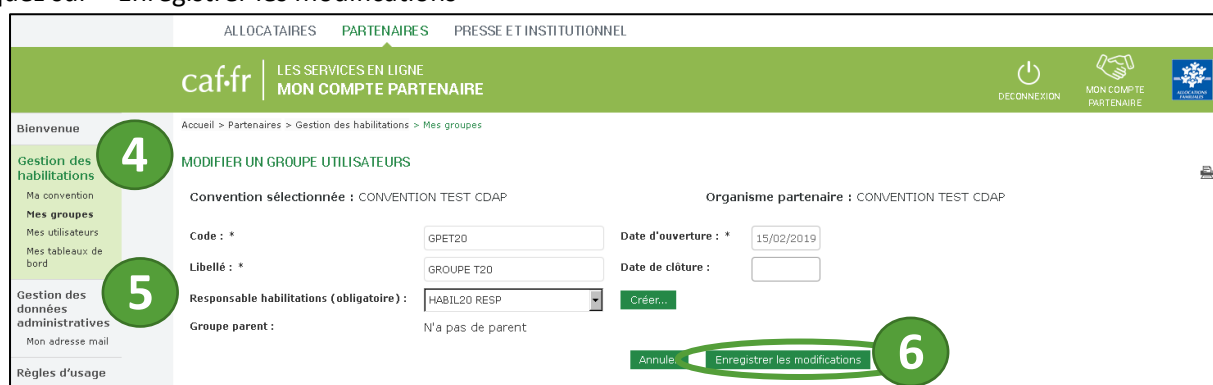 Enregistrer les modifications
ALLOCATAIRES PARTENAIRES PRESSE ET INSTITUTIONNEL
caf.fr LES SERVICES EN LIGNE
MON COMPTE PARTENAIRE
DECONNEXION
MON COMPTE
PARTENAIRE
ALLOCATIONS
FAMILIALES
Bienvenue
Gestion des
habilitations
Ma convention
Mes groupes
Mes utilisateurs
Mes tableaux de
bord
Gestion des
données
administratives
Mon adresse mail
Règles d'usage
4
5
Accueil > Partenaires > Gestion des habilitations > Mes groupes
MODIFIER UN GROUPE UTILISATEURS
Convention sélectionnée : CONVENTION TEST CDAP Organisme partenaire : CONVENTION TEST CDAP
Code : * GPET20 Date d'ouverture : * 15/02/2019
Libellé : * GROUPE T20 Date de clôture :
Responsable habilitations (obligatoire) : HABIL20 RESP Créer...
Groupe parent : N'a pas de parent
Annule Enregistrer les modifications
6